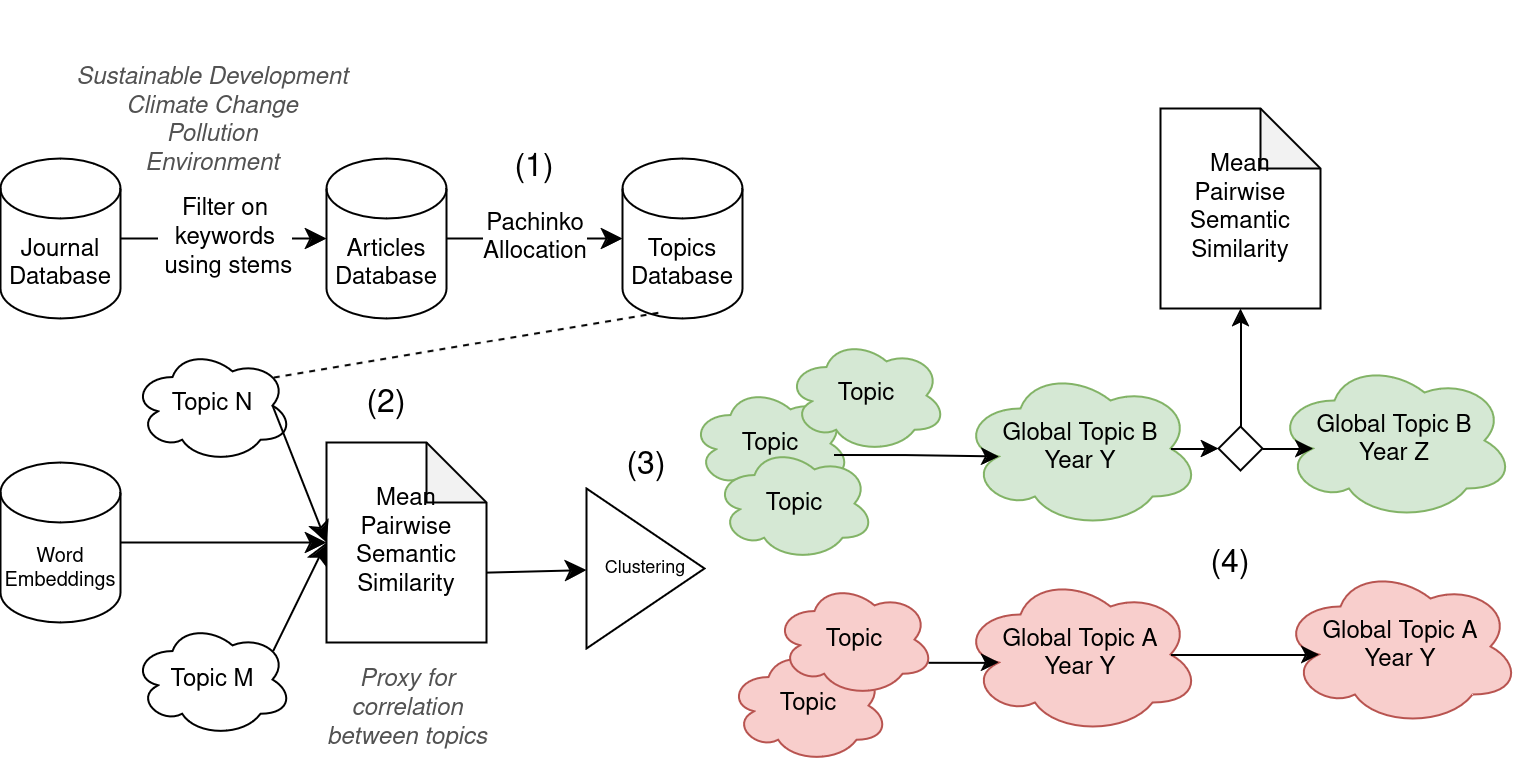 Sustainable Development
Climate Change
Pollution
Environment
(1)
Filter on
keywords
using stems
Pachinko
Allocation
Journal
Database
Articles
Database
Topics
Database
Mean
Pairwise
Semantic
Similarity
Topic N
(2)
Word
Embeddings
Topic M
Mean
Pairwise
Semantic
Similarity
Proxy for
correlation
between topics
(3)
Clustering
Topic
Topic
Topic
Global Topic B
Year Y
Global Topic B
Year Z
(4)
Topic
Topic
Global Topic A
Year Y
Global Topic A
Year Y